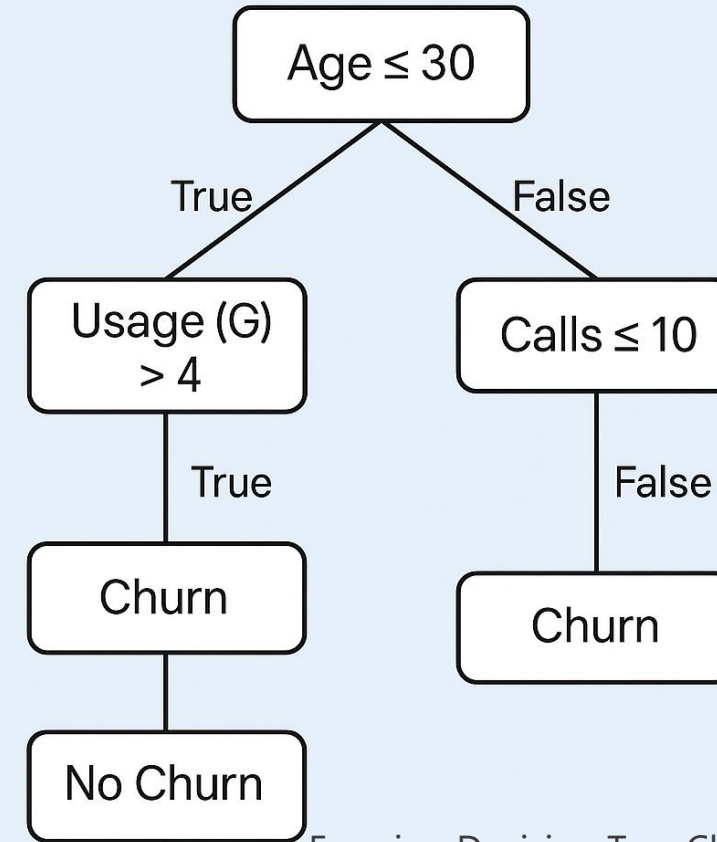 Age ≤ 30
True
False
Usage (G)
> 4
Calls ≤ 10
True
False
Churn
Churn
No Churn